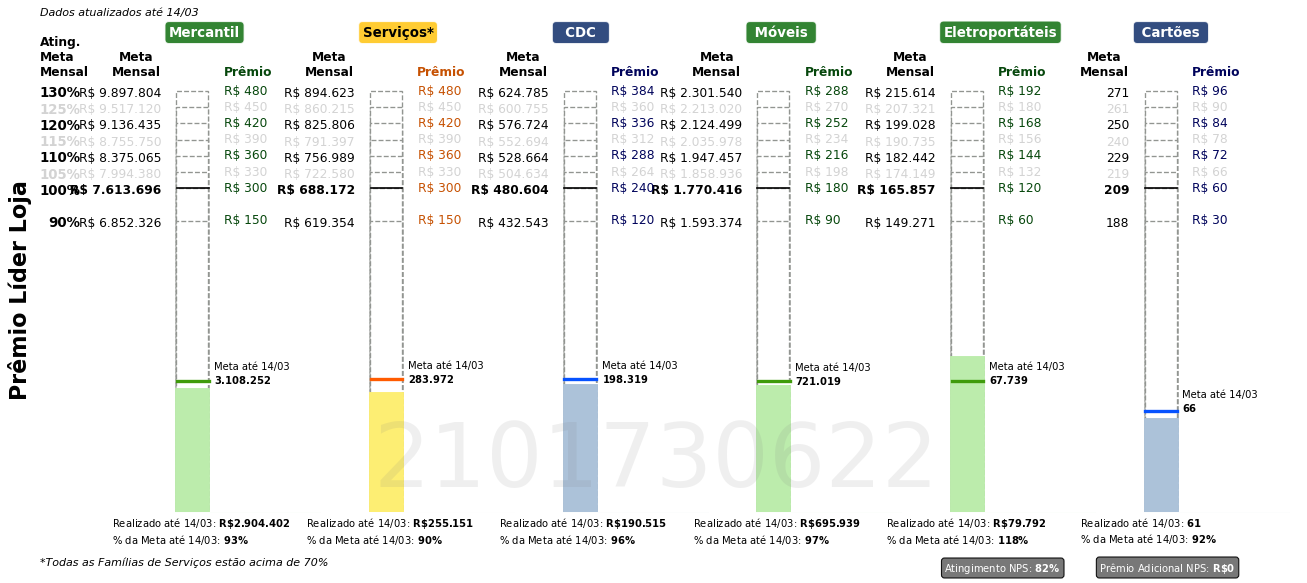 Dados atualizados até 14/03
Mercantil Serviços* CDC Móveis Eletroportáteis Cartões
Ating.
Meta Meta Meta Meta Meta Meta Meta
Mensal Mensal Prêmio Mensal Prêmio Mensal Prêmio Mensal Prêmio Mensal Prêmio Mensal Prêmio
130% R$ 9.897.804 R$ 480 R$ 894.623 R$ 480 R$ 624.785 R$ 384 R$ 2.301.540 R$ 288 R$ 215.614 R$ 192 271 R$ 96
125% R$ 9.517.120 R$ 450 R$ 860.215 R$ 450 R$ 600.755 R$ 360 R$ 2.213.020 R$ 270 R$ 207.321 R$ 180 261 R$ 90
120% R$ 9.136.435 R$ 420 R$ 825.806 R$ 420 R$ 576.724 R$ 336 R$ 2.124.499 R$ 252 R$ 199.028 R$ 168 250 R$ 84
115% R$ 8.755.750 R$ 390 R$ 791.397 R$ 390 R$ 552.694 R$ 312 R$ 2.035.978 R$ 234 R$ 190.735 R$ 156 240 R$ 78
110% R$ 8.375.065 R$ 360 R$ 756.989 R$ 360 R$ 528.664 R$ 288 R$ 1.947.457 R$ 216 R$ 182.442 R$ 144 229 R$ 72
105% R$ 7.994.380 R$ 330 R$ 722.580 R$ 330 R$ 504.634 R$ 264 R$ 1.858.936 R$ 198 R$ 174.149 R$ 132 219 R$ 66
100% R$ 7.613.696 R$ 300 R$ 688.172 R$ 300 R$ 480.604 R$ 240 R$ 1.770.416 R$ 180 R$ 165.857 R$ 120 209 R$ 60
90% R$ 6.852.326 R$ 150 R$ 619.354 R$ 150 R$ 432.543 R$ 120 R$ 1.593.374 R$ 90 R$ 149.271 R$ 60 188 R$ 30
Prêmio Líder Loja
Meta até 14/03 Meta até 14/03 Meta até 14/03 Meta até 14/03 Meta até 14/03
3.108.252 283.972 198.319 721.019 67.739
Meta até 14/03
66
2101730622
Realizado até 14/03: R$2.904.402 Realizado até 14/03: R$255.151 Realizado até 14/03: R$190.515 Realizado até 14/03: R$695.939 Realizado até 14/03: R$79.792 Realizado até 14/03: 61
% da Meta até 14/03: 93% % da Meta até 14/03: 90% % da Meta até 14/03: 96% % da Meta até 14/03: 97% % da Meta até 14/03: 118% % da Meta até 14/03: 92%
*Todas as Famílias de Serviços estão acima de 70%
Atingimento NPS: 82% Prêmio Adicional NPS: R$0